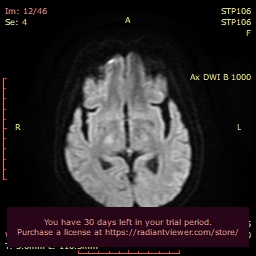 Im: 12/46
Se: 4
STP106
STP106
F
A
Ax DWI B 1000
R
L
You have 30 days left in your trial period.
Purchase a license at https://radiantviewer.com/store/